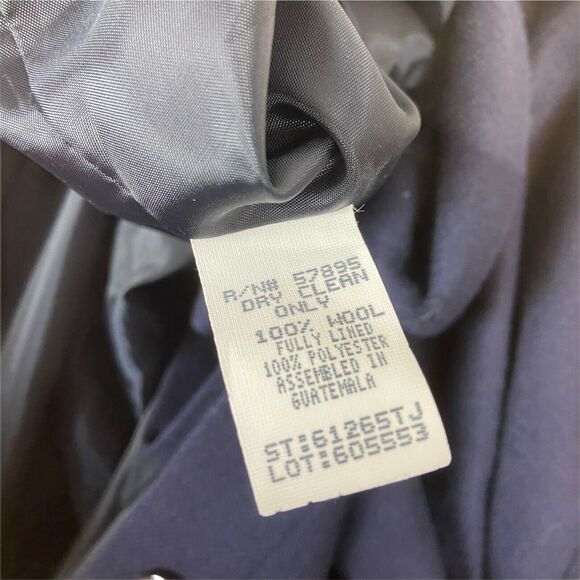 R/N# 57895
DRY CLEAN
ONLY
100% WOOL
FULLY LINED
100% POLYESTER
ASSEMBLED IN
GUATEMALA
ST:61265TJ
LOT:605553